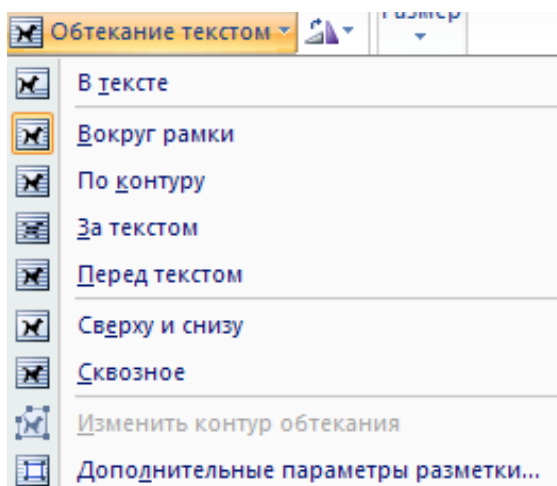 Обтекание текстом
Размер
В тексте
Вокруг рамки
По контуру
За текстом
Перед текстом
Сверху и снизу
Сквозное
Изменить контур обтекания
Дополнительные параметры разметки...